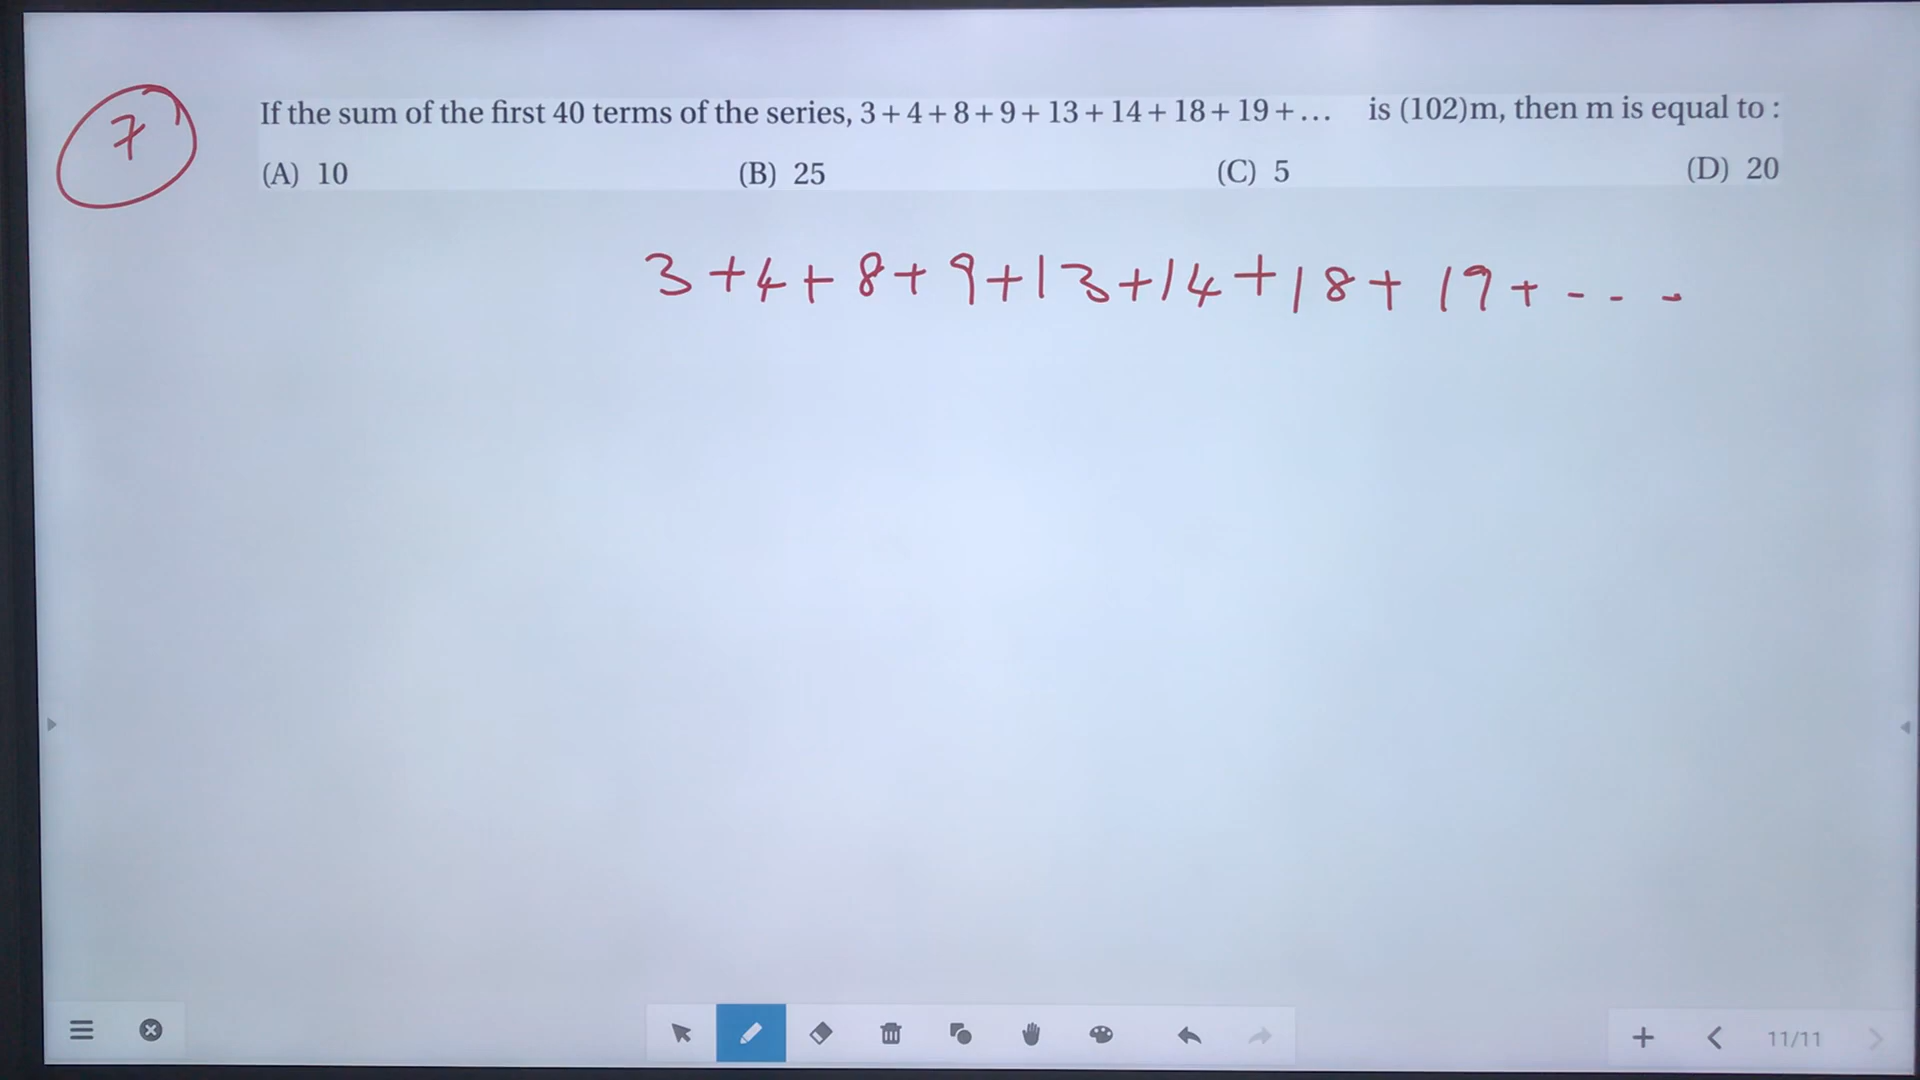 7
If the sum of the first 40 terms of the series, 3+4+8+9+13+14+18+19+... is (102)m, then m is equal to :
(A) 10 (B) 25 (C) 5 (D) 20
3+4+8+9+13+14+18+19+---
11/11